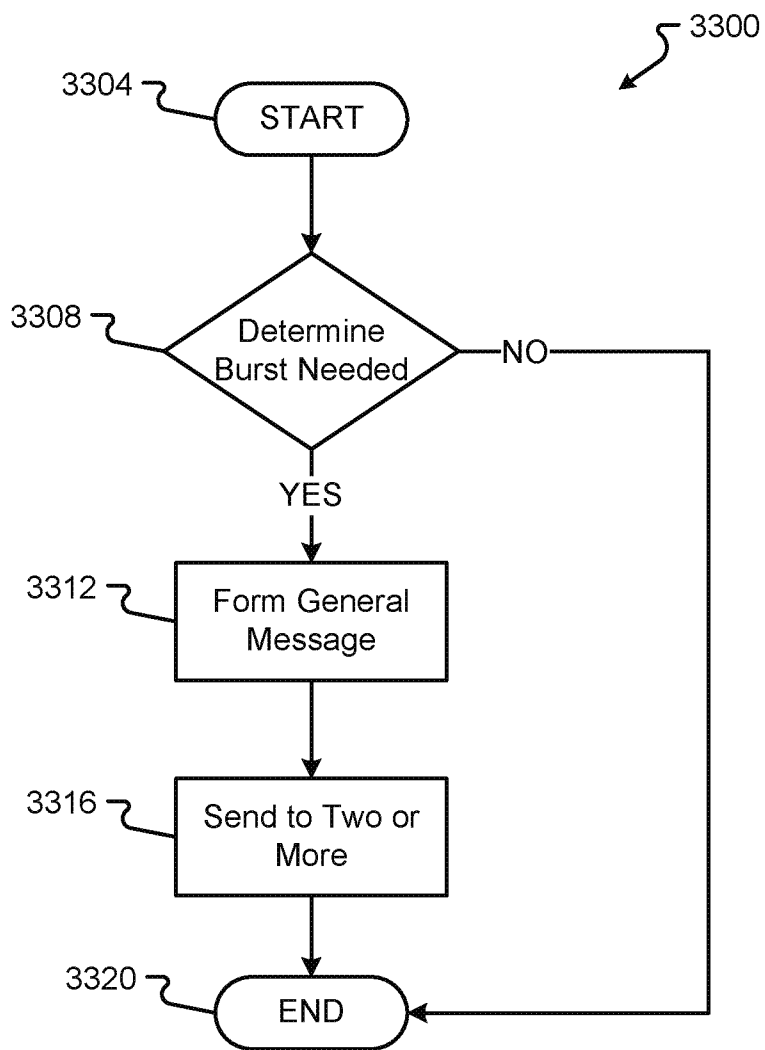 3300
3304
START
3308
Determine
Burst Needed
NO
YES
3312
Form General
Message
3316
Send to Two or
More
3320
END